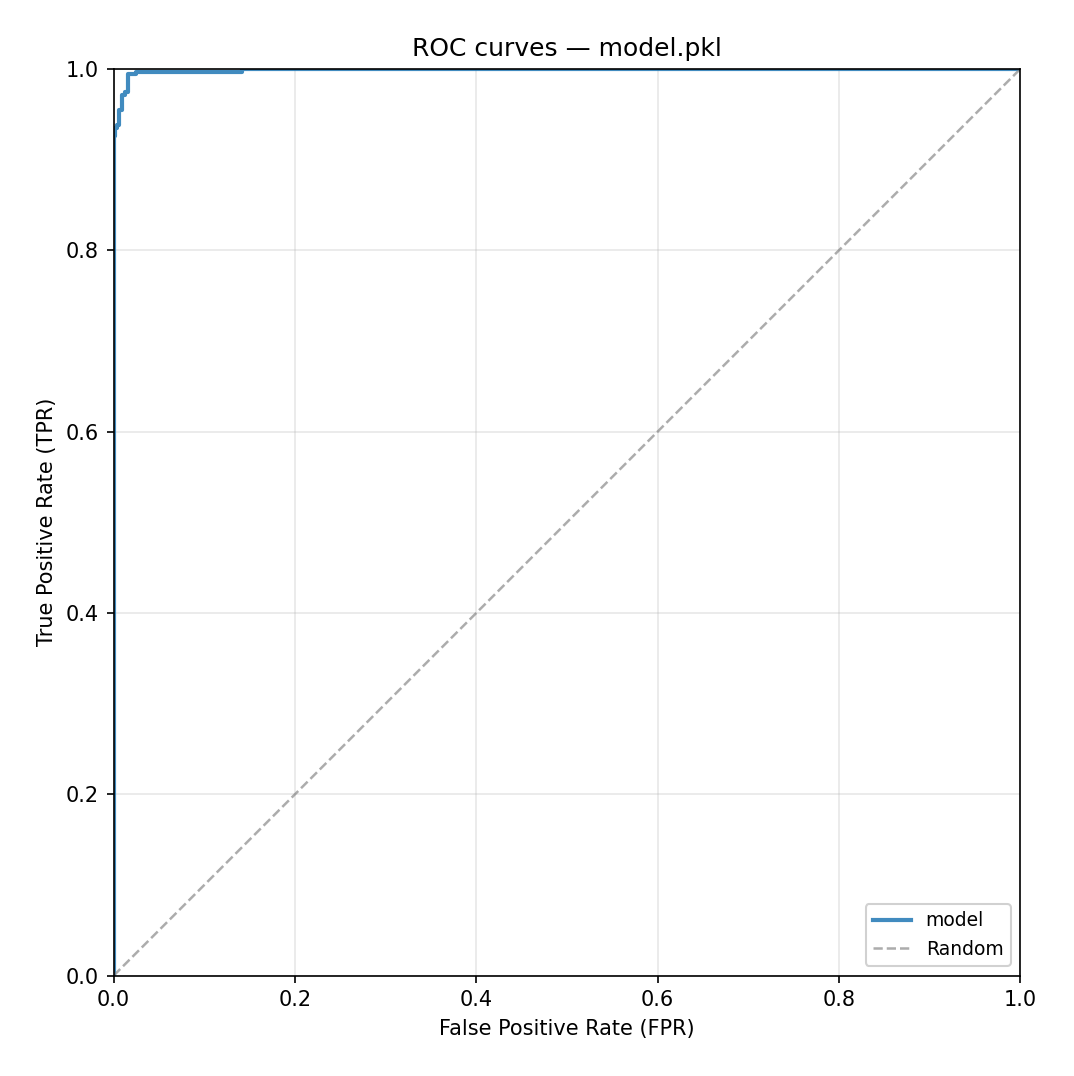 ROC curves — model.pkl
1.0
0.8
0.6
0.4
0.2
0.0
True Positive Rate (TPR)
0.0 0.2 0.4 0.6 0.8 1.0
False Positive Rate (FPR)
model
Random